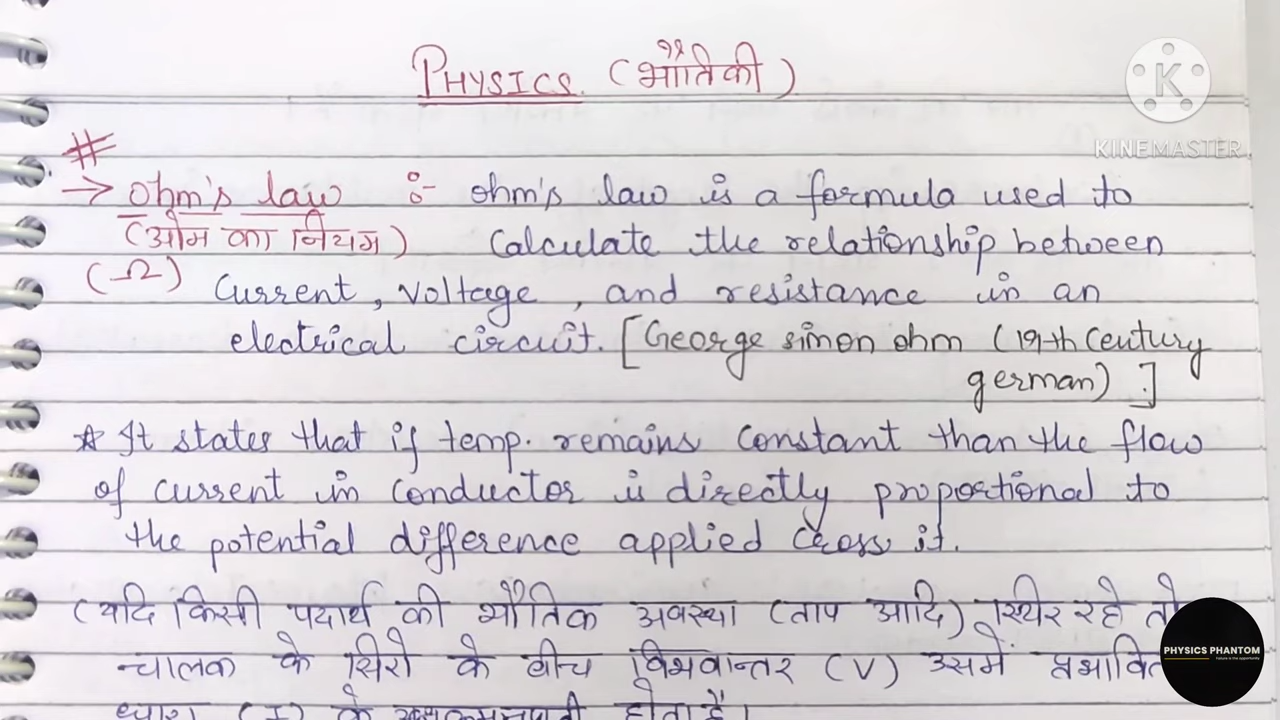 PHYSICS (भौतिकी)
K
KINEMASTER
#
→ ohm's law :- ohm's law is a formula used to
(ओम का नियम) Calculate the relationship between
(Ω) Current, voltage, and resistance in an
electrical circuit. [George simon ohm (19th Century
german).]
* It states that if temp. remains constant than the flow
of current in conductor is directly proportional to
the potential difference applied cross it.
(यदि किसी पदार्थ की भौतिक अवस्था (ताप आदि) स्थिर रहे तो
चालक के सिरो के बीच विभवान्तर (V) उसमें
PHYSICS PHANTOM
(I) के होता है।